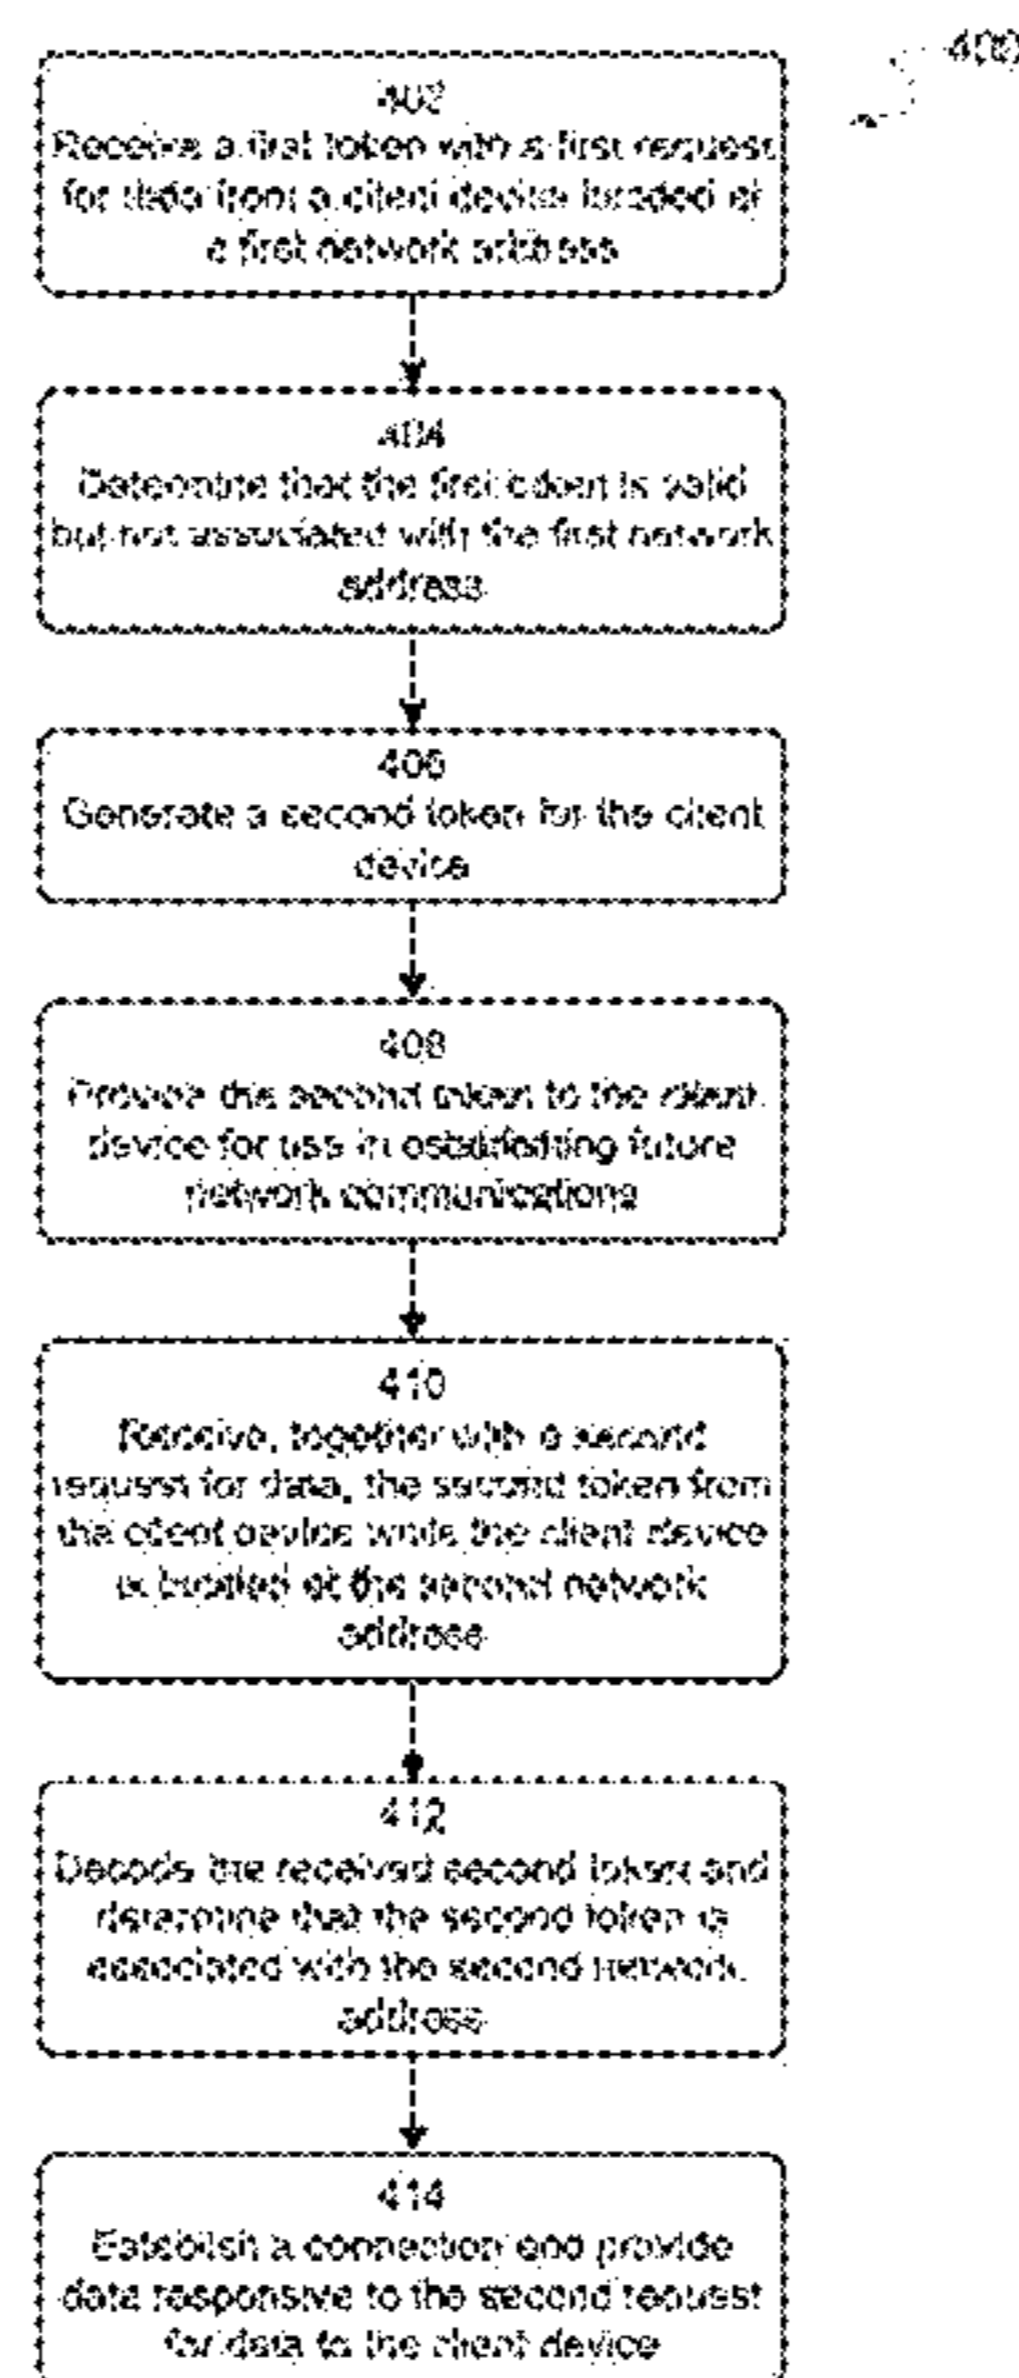 400
402
Receive a first token with a first request
for data from a client device located at
a first network address
404
Determine that the first token is valid
but not associated with the first network
address
406
Generate a second token for the client
device
408
Provide the second token to the client
device for use in establishing future
network communications
410
Receive, together with a second
request for data, the second token from
the client device while the client device
is located at the second network
address
412
Decode the received second token and
determine that the second token is
associated with the second network
address
414
Establish a connection and provide
data responsive to the second request
for data to the client device